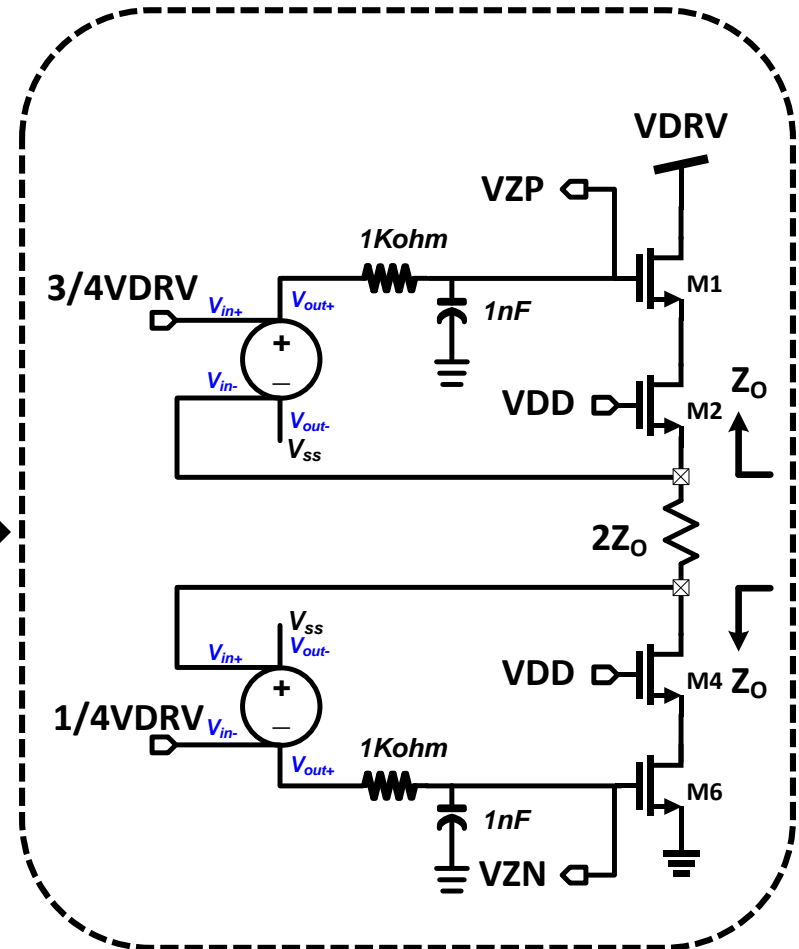 VDRV
VZP
1Kohm
3/4VDRV
Vin+
Vout+
M1
1nF
+
Vin-
_
VDD
M2
ZO
Vout-
Vss
2ZO
Vss
Vin+
Vout-
+
VDD
M4
ZO
1/4VDRV
Vin-
_
1Kohm
Vout+
M6
1nF
VZN